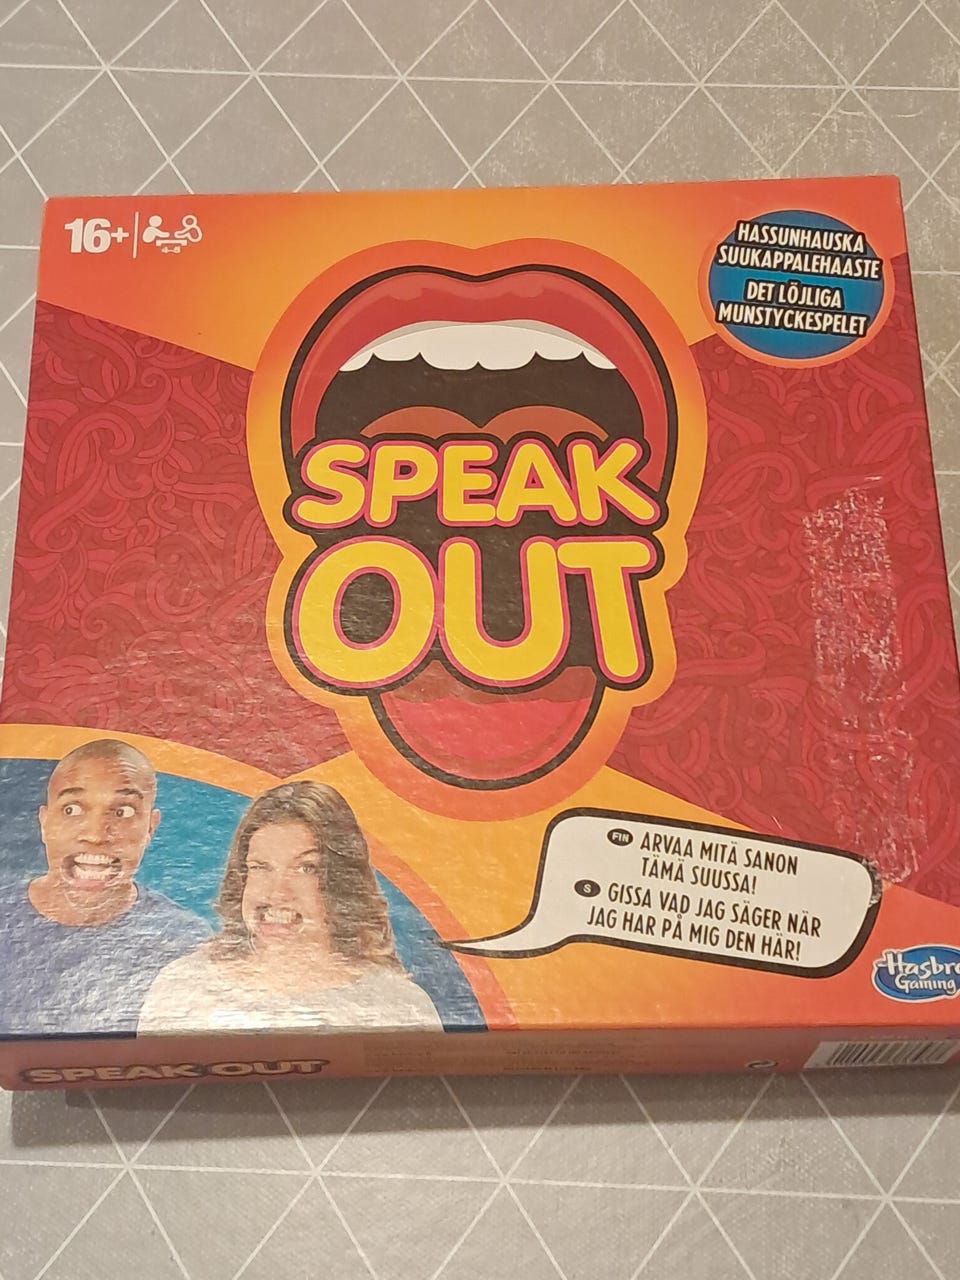 16+
4-5
HASSUNHAUSKA
SUUKAPPALEHAASTE
DET LÖJLIGA
MUNSTYCKESPELET
SPEAK
OUT
FIN ARVAA MITÄ SANON
TÄMÄ SUUSSA!
S GISSA VAD JAG SÄGER NÄR
JAG HAR PÅ MIG DEN HÄR!
Hasbro
Gaming
SPEAK OUT